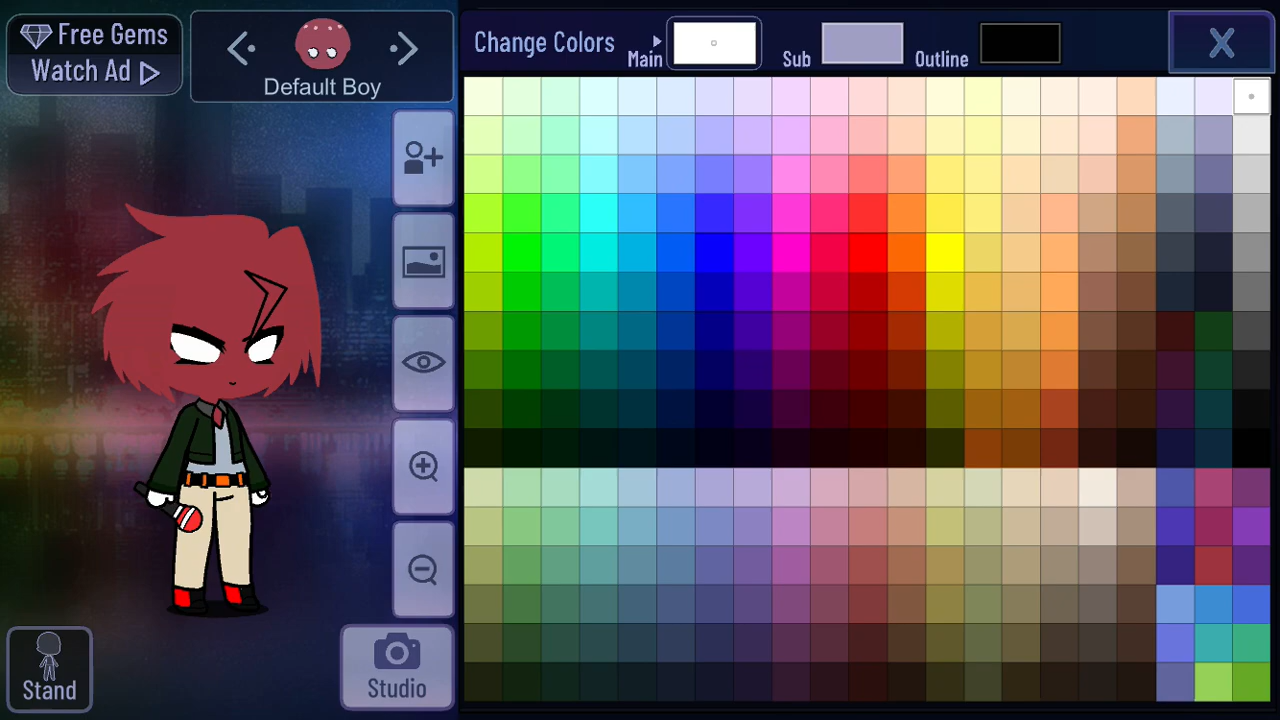 Free Gems
Watch Ad
Default Boy
Change Colors
Main
Sub
Outline
X
Stand
Studio